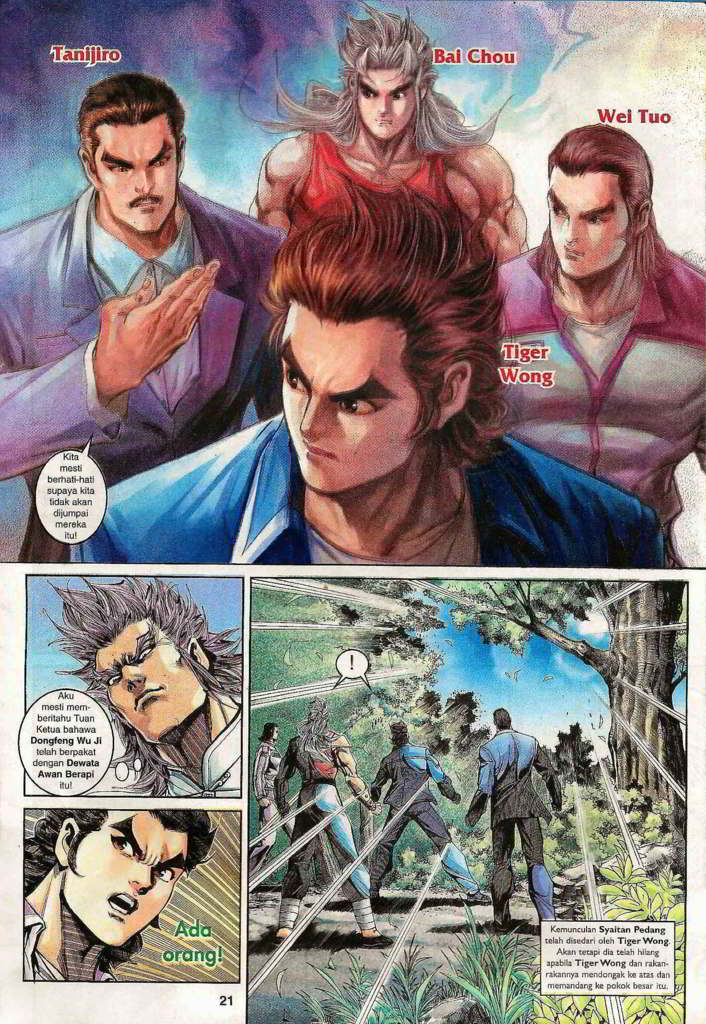 Tanijiro
Bai Chou
Wei Tuo
Tiger
Wong
Kita
mesti
berhati-hati
supaya kita
tidak akan
dijumpai
mereka
itu!
Aku
mesti mem-
beritahu Tuan
Ketua bahawa
Dongfeng Wu Ji
telah berpakat
dengan Dewata
Awan Berapi
itu!
!
Ada
orang!
Kemunculan Syaitan Pedang
telah disedari oleh Tiger Wong.
Akan tetapi dia telah hilang
apabila Tiger Wong dan rakan-
rakannya mendongak ke atas dan
memandang ke pokok besar itu.
21